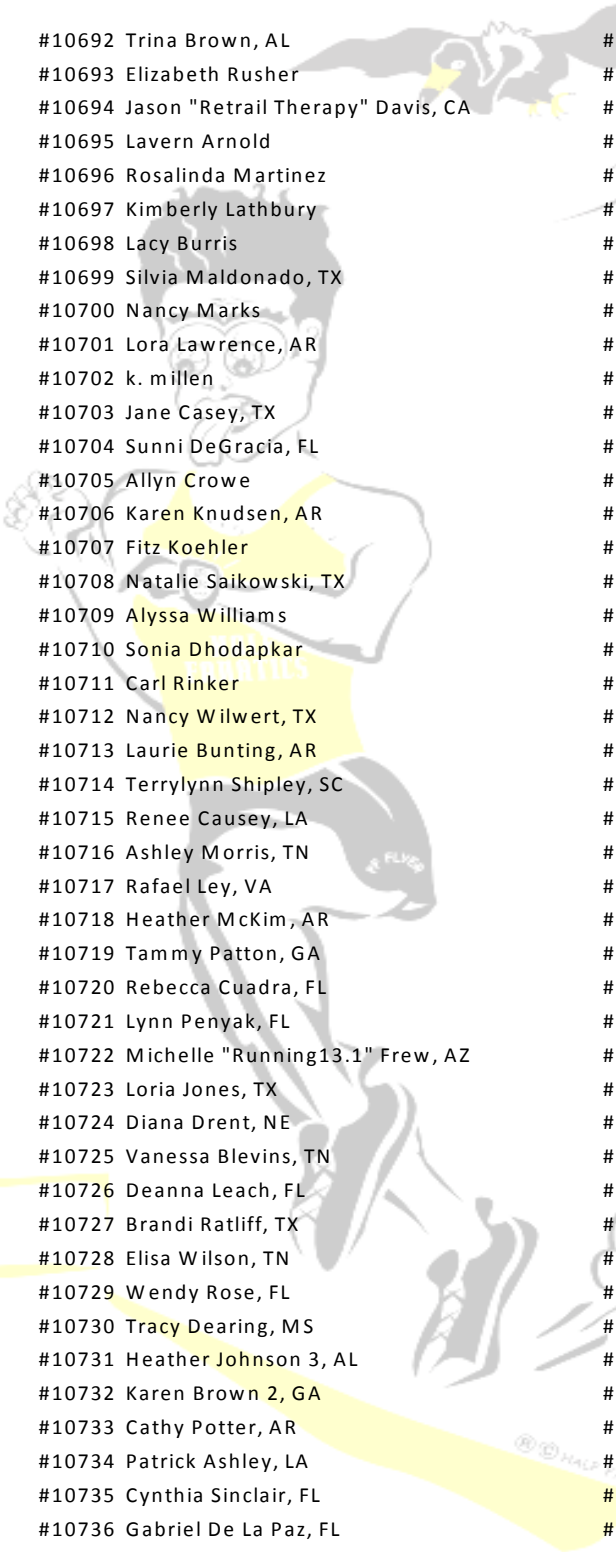 #10692 Trina Brown, AL #
#10693 Elizabeth Rusher #
#10694 Jason "Retrail Therapy" Davis, CA #
#10695 Lavern Arnold #
#10696 Rosalinda Martinez #
#10697 Kimberly Lathbury #
#10698 Lacy Burris #
#10699 Silvia Maldonado, TX #
#10700 Nancy Marks #
#10701 Lora Lawrence, AR #
#10702 k. millen #
#10703 Jane Casey, TX #
#10704 Sunni DeGracia, FL #
#10705 Allyn Crowe #
#10706 Karen Knudsen, AR #
#10707 Fitz Koehler #
#10708 Natalie Saikowski, TX #
#10709 Alyssa Williams #
#10710 Sonia Dhodapkar #
#10711 Carl Rinker #
#10712 Nancy Wilwert, TX #
#10713 Laurie Bunting, AR #
#10714 Terrylynn Shipley, SC #
#10715 Renee Causey, LA #
#10716 Ashley Morris, TN #
FF FLYER
#10717 Rafael Ley, VA #
#10718 Heather McKim, AR #
#10719 Tammy Patton, GA #
#10720 Rebecca Cuadra, FL #
#10721 Lynn Penyak, FL #
#10722 Michelle "Running13.1" Frew, AZ #
#10723 Loria Jones, TX #
#10724 Diana Drent, NE #
#10725 Vanessa Blevins, TN #
#10726 Deanna Leach, FL #
#10727 Brandi Ratliff, TX #
#10728 Elisa Wilson, TN #
#10729 Wendy Rose, FL #
#10730 Tracy Dearing, MS #
#10731 Heather Johnson 3, AL #
#10732 Karen Brown 2, GA #
#10733 Cathy Potter, AR #
#10734 Patrick Ashley, LA #
® © HALF
#10735 Cynthia Sinclair, FL #
#10736 Gabriel De La Paz, FL #